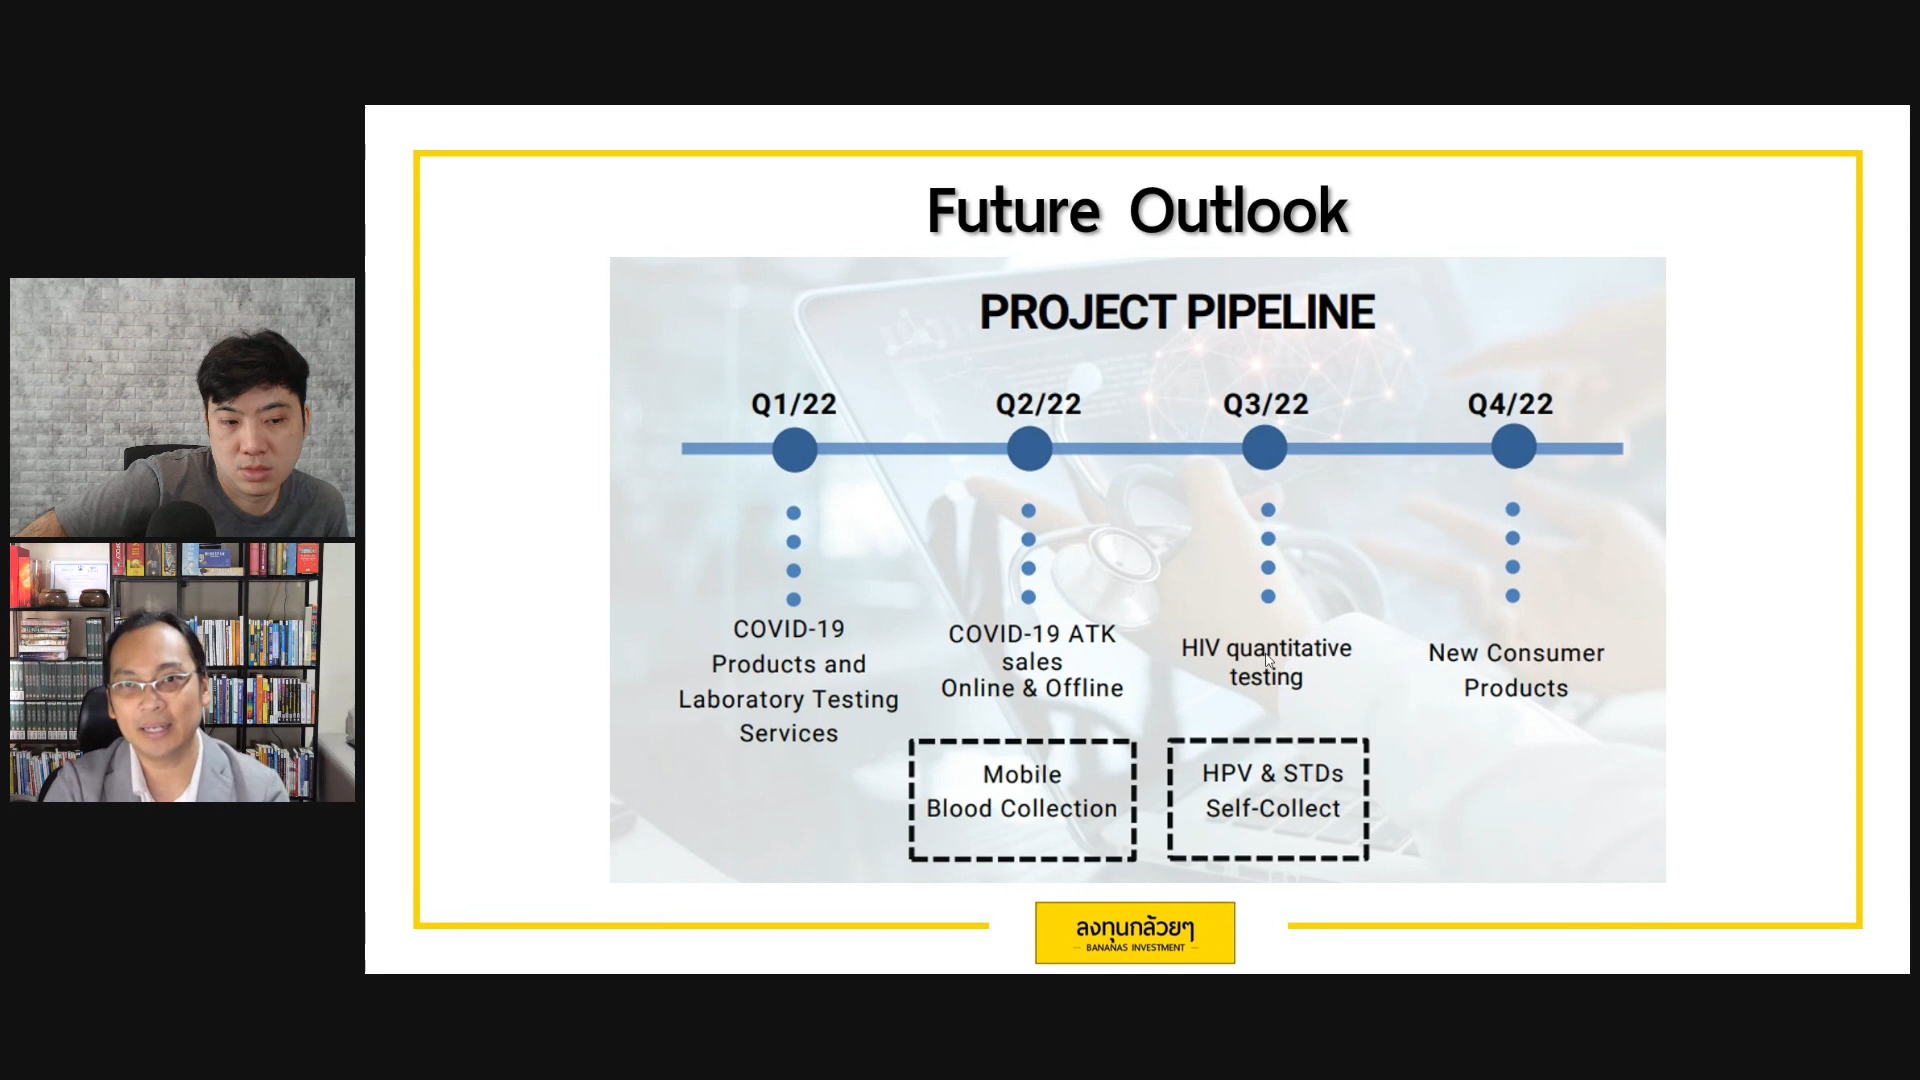 Future Outlook
PROJECT PIPELINE
Q1/22
Q2/22
Q3/22
Q4/22
COVID-19
Products and
Laboratory Testing
Services
COVID-19 ATK
sales
Online & Offline
HIV quantitative
testing
New Consumer
Products
Mobile
Blood Collection
HPV & STDs
Self-Collect
ลงทุนกล้วยๆ
BANANAS INVESTMENT